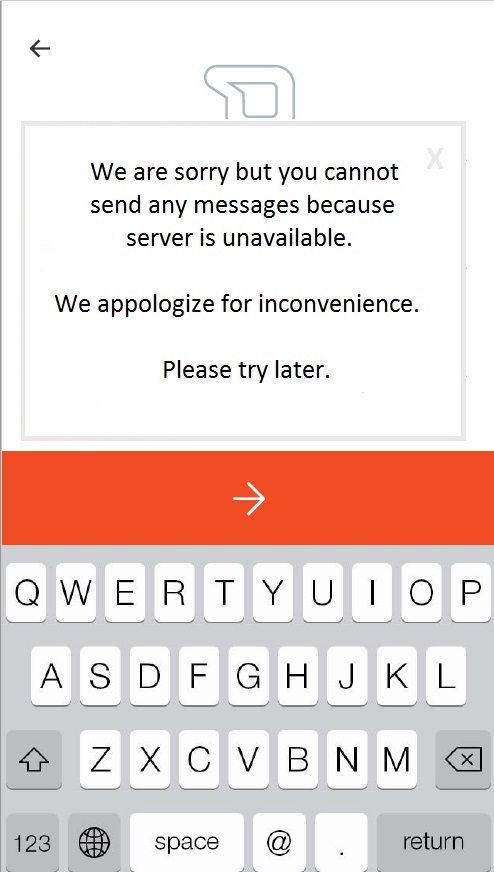 X
We are sorry but you cannot
send any messages because
server is unavailable.
We appologize for inconvenience.
Please try later.
Q W E R T Y U I O P
A S D F G H J K L
Z X C V B N M
123 space @ . return